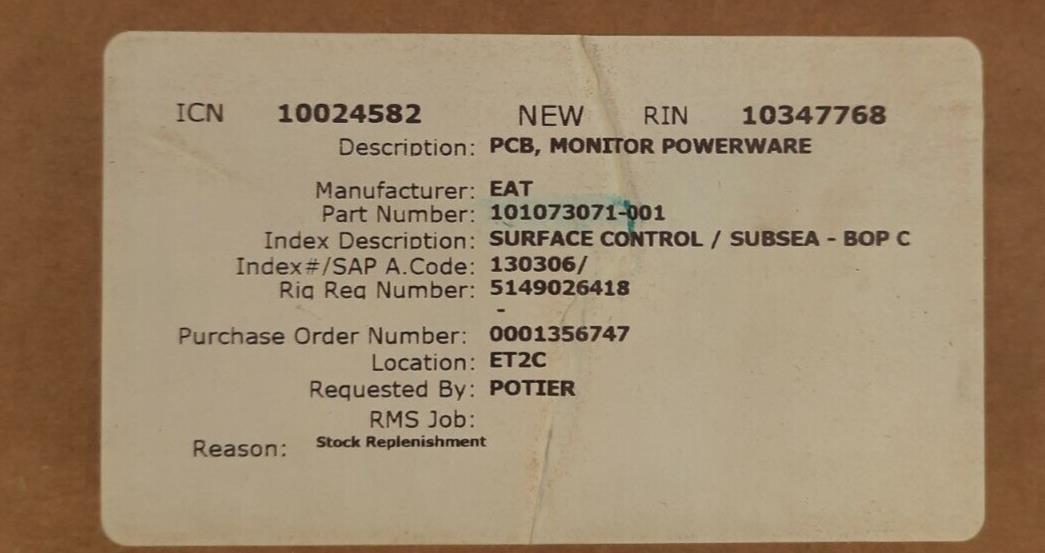 ICN 10024582 NEW RIN 10347768
Description: PCB, MONITOR POWERWARE
Manufacturer: EAT
Part Number: 101073071-001
Index Description: SURFACE CONTROL / SUBSEA - BOP C
Index#/SAP A.Code: 130306/
Rig Req Number: 5149026418
-
Purchase Order Number: 0001356747
Location: ET2C
Requested By: POTIER
RMS Job:
Reason: Stock Replenishment